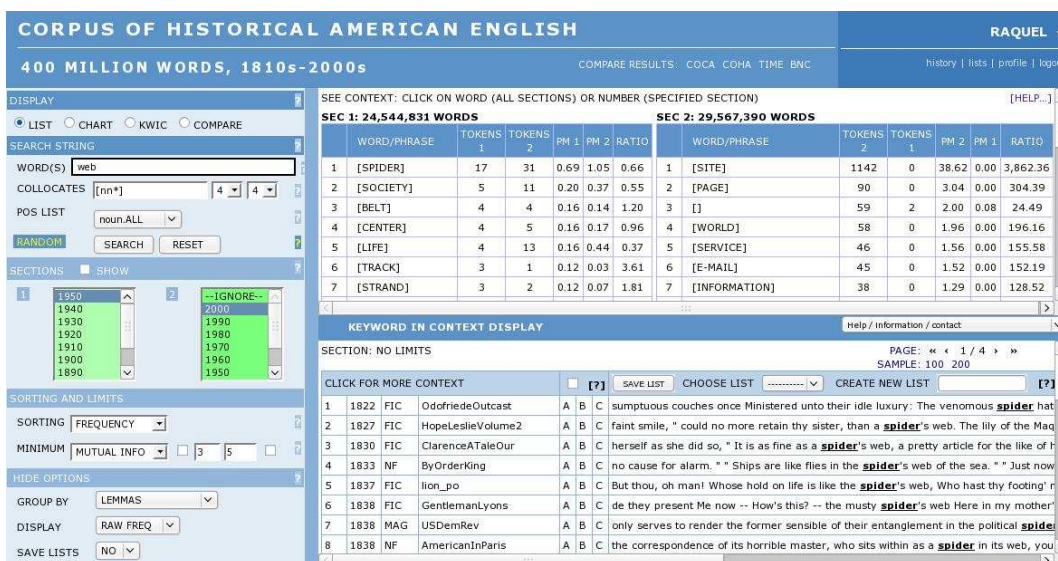 CORPUS OF HISTORICAL AMERICAN ENGLISH
RAQUEL
400 MILLION WORDS, 1810s-2000s
COMPARE RESULTS COCA COHA TIME BNC
history | lists | profile | logo
DISPLAY ?
LIST CHART KWIC COMPARE
SEARCH STRING ?
WORD(S) web
COLLOCATES [nn*] 4 4 ?
POS LIST noun.ALL ?
RANDOM SEARCH RESET ?
SECTIONS SHOW ?
1 2
1950
1940
1930
1920
1910
1900
1890
--IGNORE--
2000
1990
1980
1970
1960
1950
SORTING AND LIMITS
SORTING FREQUENCY ?
MINIMUM MUTUAL INFO 3 5 ?
HIDE OPTIONS ?
GROUP BY LEMMAS
DISPLAY RAW FREQ ?
SAVE LISTS NO ?
SEE CONTEXT: CLICK ON WORD (ALL SECTIONS) OR NUMBER (SPECIFIED SECTION) [HELP...]
SEC 1: 24,544,831 WORDS
WORD/PHRASE TOKENS 1 TOKENS 2 PM 1 PM 2 RATIO
1 [SPIDER] 17 31 0.69 1.05 0.66
2 [SOCIETY] 5 11 0.20 0.37 0.55
3 [BELT] 4 4 0.16 0.14 1.20
4 [CENTER] 4 5 0.16 0.17 0.96
5 [LIFE] 4 13 0.16 0.44 0.37
6 [TRACK] 3 1 0.12 0.03 3.61
7 [STRAND] 3 2 0.12 0.07 1.81
SEC 2: 29,567,390 WORDS
WORD/PHRASE TOKENS 2 TOKENS 1 PM 2 PM 1 RATIO
1 [SITE] 1142 0 38.62 0.00 3,862.36
2 [PAGE] 90 0 3.04 0.00 304.39
3 [] 59 2 2.00 0.08 24.49
4 [WORLD] 58 0 1.96 0.00 196.16
5 [SERVICE] 46 0 1.56 0.00 155.58
6 [E-MAIL] 45 0 1.52 0.00 152.19
7 [INFORMATION] 38 0 1.29 0.00 128.52
KEYWORD IN CONTEXT DISPLAY
Help / information / contact
SECTION: NO LIMITS
PAGE: « ‹ 1 / 4 › »
SAMPLE: 100 200
CLICK FOR MORE CONTEXT [?] SAVE LIST CHOOSE LIST ---------- CREATE NEW LIST [?]
1 1822 FIC OdofriedeOutcast A B C sumptuous couches once Ministered unto their idle luxury: The venomous spider hat
2 1827 FIC HopeLeslieVolume2 A B C faint smile, " could no more retain thy sister, than a spider's web. The lily of the Maq
3 1830 FIC ClarenceATaleOur A B C herself as she did so, " It is as fine as a spider's web, a pretty article for the like of h
4 1833 NF ByOrderKing A B C no cause for alarm. " " Ships are like flies in the spider's web of the sea. " " Just now
5 1837 FIC lion_po A B C But thou, oh man! Whose hold on life is like the spider's web, Who hast thy footing' r
6 1838 FIC GentlemanLyons A B C de they present Me now -- How's this? -- the musty spider's web Here in my mother'
7 1838 MAG USDemRev A B C only serves to render the former sensible of their entanglement in the political spide
8 1838 NF AmericanInParis A B C the correspondence of its horrible master, who sits within as a spider in its web, you